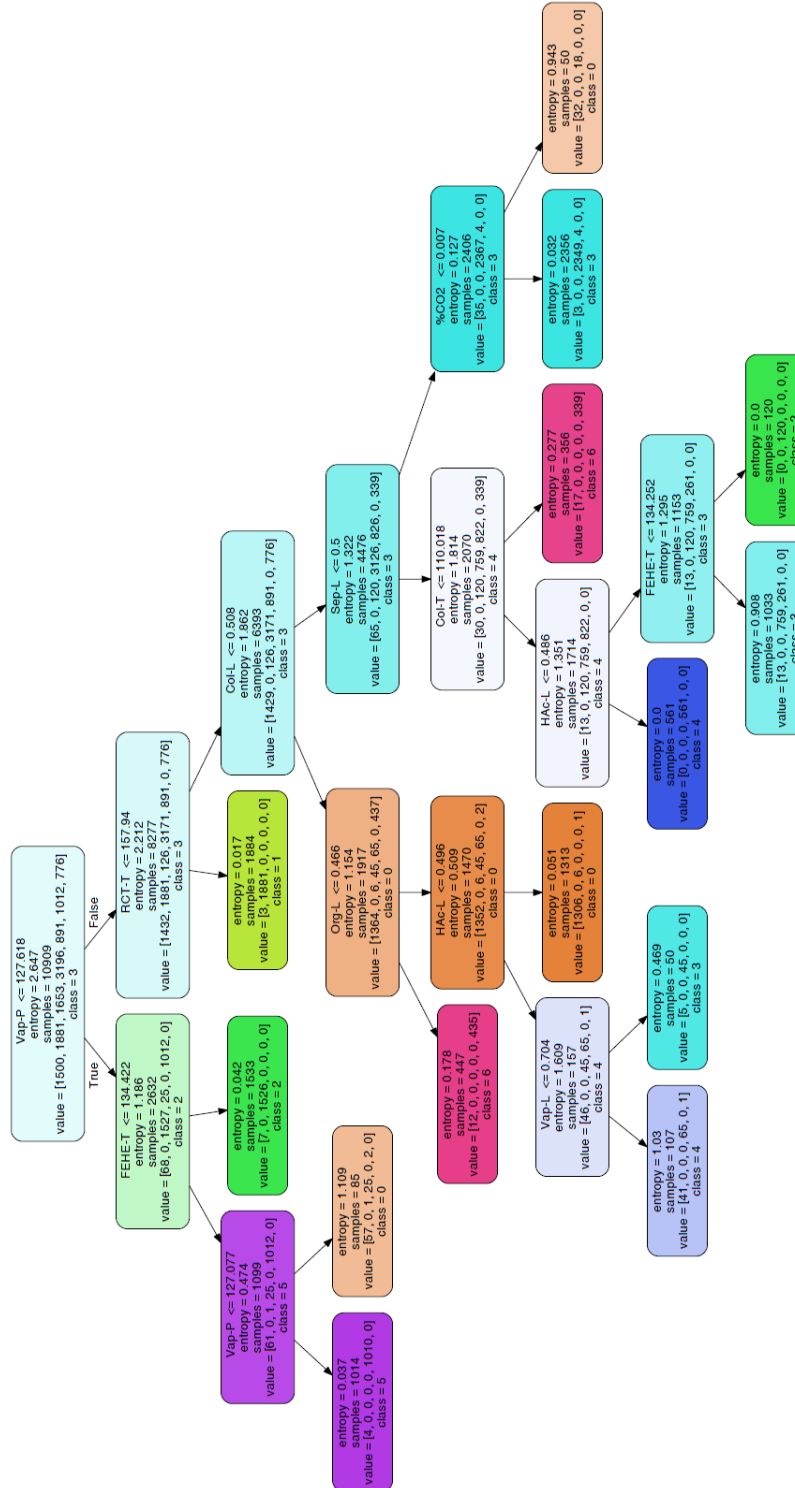 Vap-P <= 127.618
entropy = 2.647
samples = 10909
value = [1500, 1881, 1653, 3196, 891, 1012, 776]
class = 3
True
False
FEHE-T <= 134.422
entropy = 1.186
samples = 2632
value = [68, 0, 1527, 25, 0, 1012, 0]
class = 2
RCT-T <= 157.94
entropy = 2.212
samples = 8277
value = [1432, 1881, 126, 3171, 891, 0, 776]
class = 3
Vap-P <= 127.077
entropy = 0.474
samples = 1099
value = [61, 0, 1, 25, 0, 1012, 0]
class = 5
entropy = 0.042
samples = 1533
value = [7, 0, 1526, 0, 0, 0, 0]
class = 2
entropy = 0.017
samples = 1884
value = [3, 1881, 0, 0, 0, 0, 0]
class = 1
Col-L <= 0.508
entropy = 1.862
samples = 6393
value = [1429, 0, 126, 3171, 891, 0, 776]
class = 3
entropy = 0.037
samples = 1014
value = [4, 0, 0, 0, 0, 1010, 0]
class = 5
entropy = 1.109
samples = 85
value = [57, 0, 1, 25, 0, 2, 0]
class = 0
Org-L <= 0.466
entropy = 1.154
samples = 1917
value = [1364, 0, 6, 45, 65, 0, 437]
class = 0
Sep-L <= 0.5
entropy = 1.322
samples = 4476
value = [65, 0, 120, 3126, 826, 0, 339]
class = 3
entropy = 0.178
samples = 447
value = [12, 0, 0, 0, 0, 0, 435]
class = 6
HAc-L <= 0.496
entropy = 0.509
samples = 1470
value = [1352, 0, 6, 45, 65, 0, 2]
class = 0
Col-T <= 110.018
entropy = 1.814
samples = 2070
value = [30, 0, 120, 759, 822, 0, 339]
class = 4
%CO2 <= 0.007
entropy = 0.127
samples = 2406
value = [35, 0, 0, 2367, 4, 0, 0]
class = 3
Vap-L <= 0.704
entropy = 1.609
samples = 157
value = [46, 0, 0, 45, 65, 0, 1]
class = 4
entropy = 0.051
samples = 1313
value = [1306, 0, 6, 0, 0, 0, 1]
class = 0
HAc-L <= 0.486
entropy = 1.351
samples = 1714
value = [13, 0, 120, 759, 822, 0, 0]
class = 4
entropy = 0.277
samples = 356
value = [17, 0, 0, 0, 0, 0, 339]
class = 6
entropy = 0.032
samples = 2356
value = [3, 0, 0, 2349, 4, 0, 0]
class = 3
entropy = 0.943
samples = 50
value = [32, 0, 0, 18, 0, 0, 0]
class = 0
entropy = 1.03
samples = 107
value = [41, 0, 0, 0, 65, 0, 1]
class = 4
entropy = 0.469
samples = 50
value = [5, 0, 0, 45, 0, 0, 0]
class = 3
entropy = 0.0
samples = 561
value = [0, 0, 0, 0, 561, 0, 0]
class = 4
FEHE-T <= 134.252
entropy = 1.295
samples = 1153
value = [13, 0, 120, 759, 261, 0, 0]
class = 3
entropy = 0.908
samples = 1033
value = [13, 0, 0, 759, 261, 0, 0]
class = 3
entropy = 0.0
samples = 120
value = [0, 0, 120, 0, 0, 0, 0]
class = 2